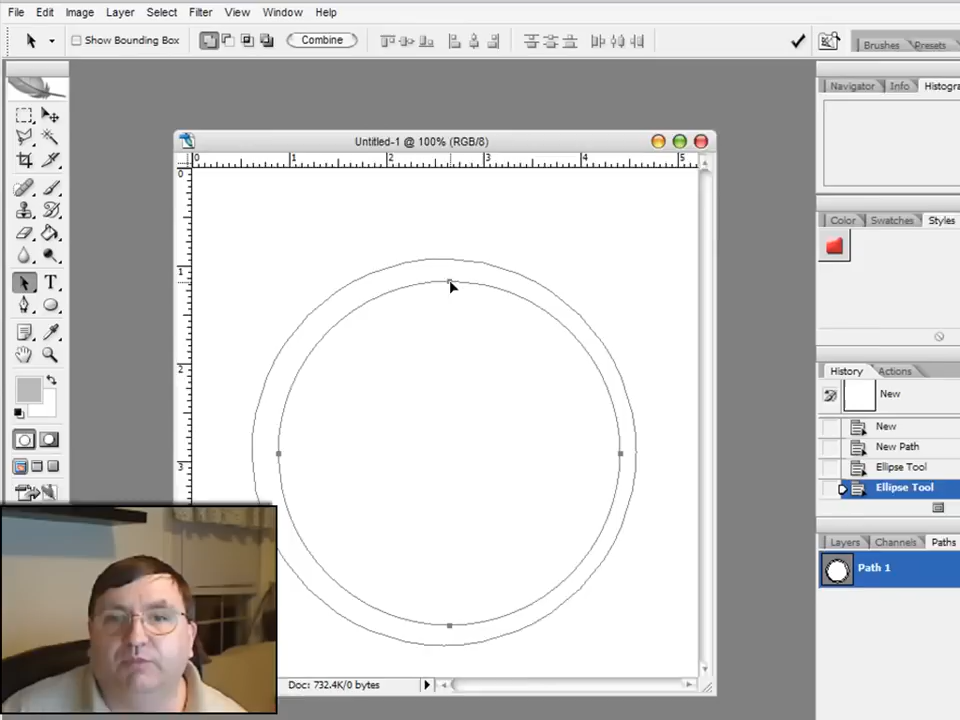 File Edit Image Layer Select Filter View Window Help
Show Bounding Box Combine Brushes Presets
Navigator Info Histogra
Untitled-1 @ 100% (RGB/8)
0 1 2 3 4 5
0
1
2
3
Color Swatches Styles
T
History Actions
New
New
New Path
Ellipse Tool
Ellipse Tool
Layers Channels Paths
Path 1
Doc: 732.4K/0 bytes